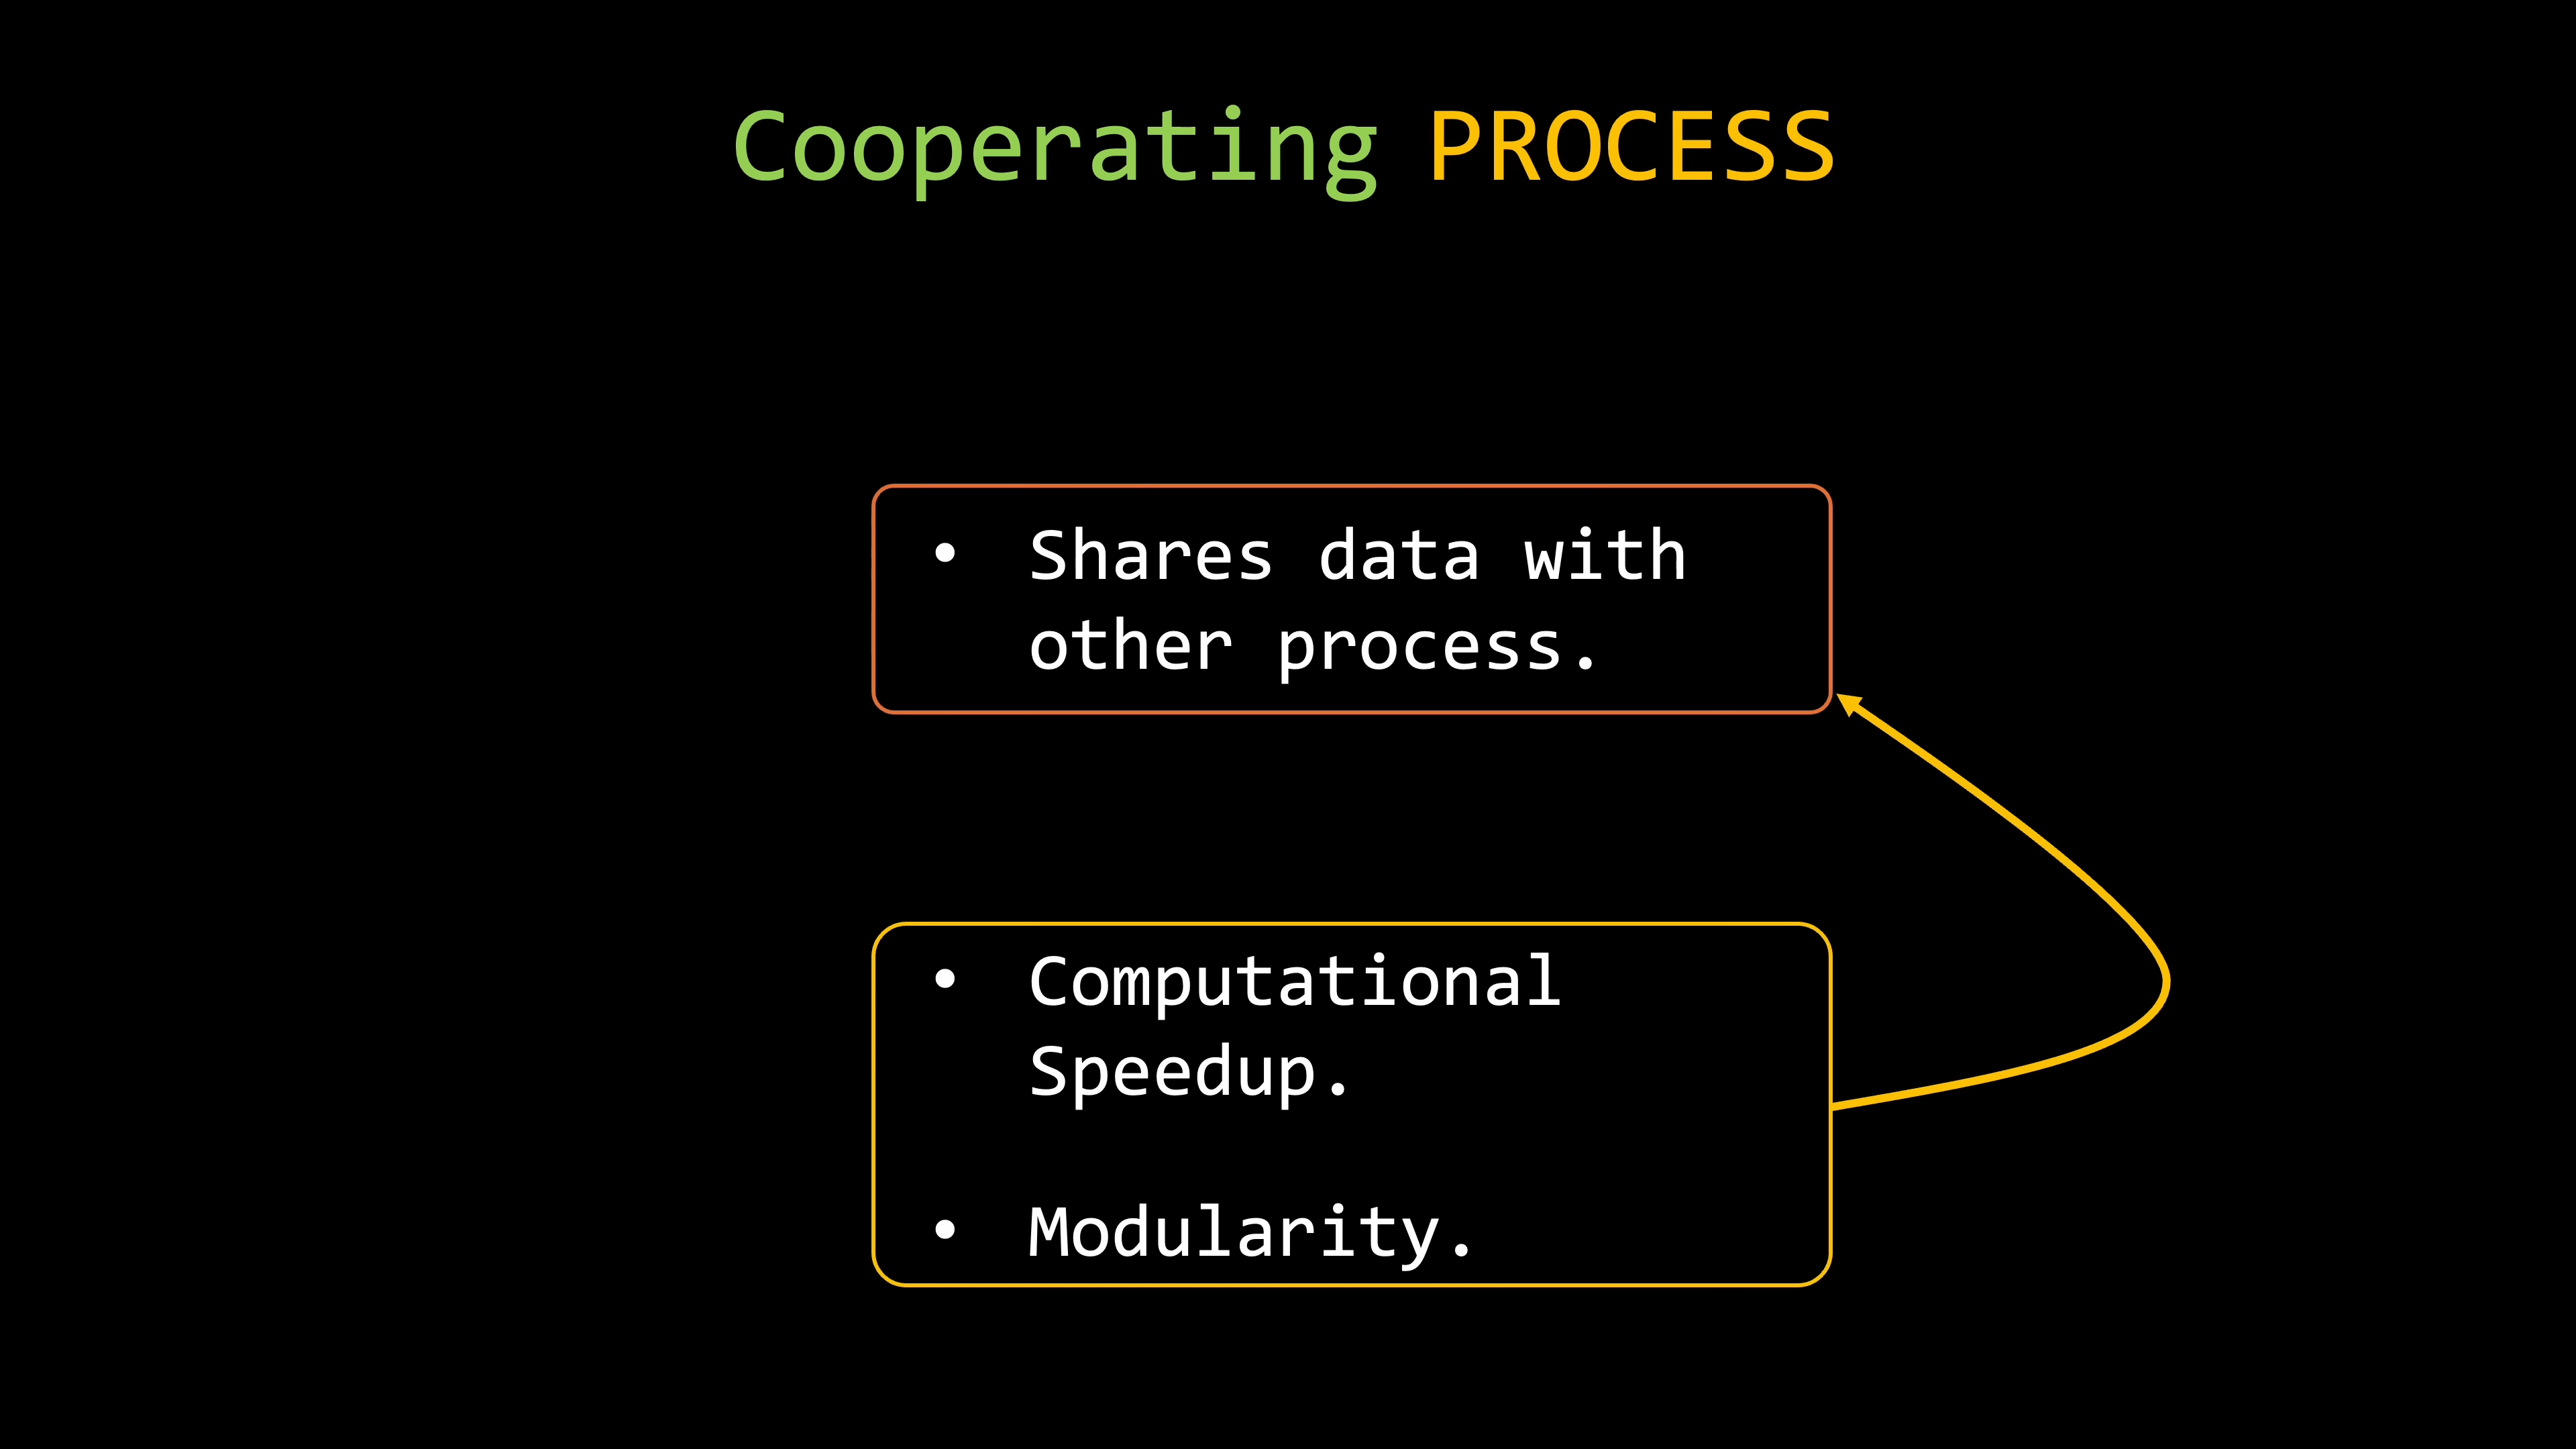 Cooperating PROCESS
• Shares data with
other process.
• Computational
Speedup.
• Modularity.